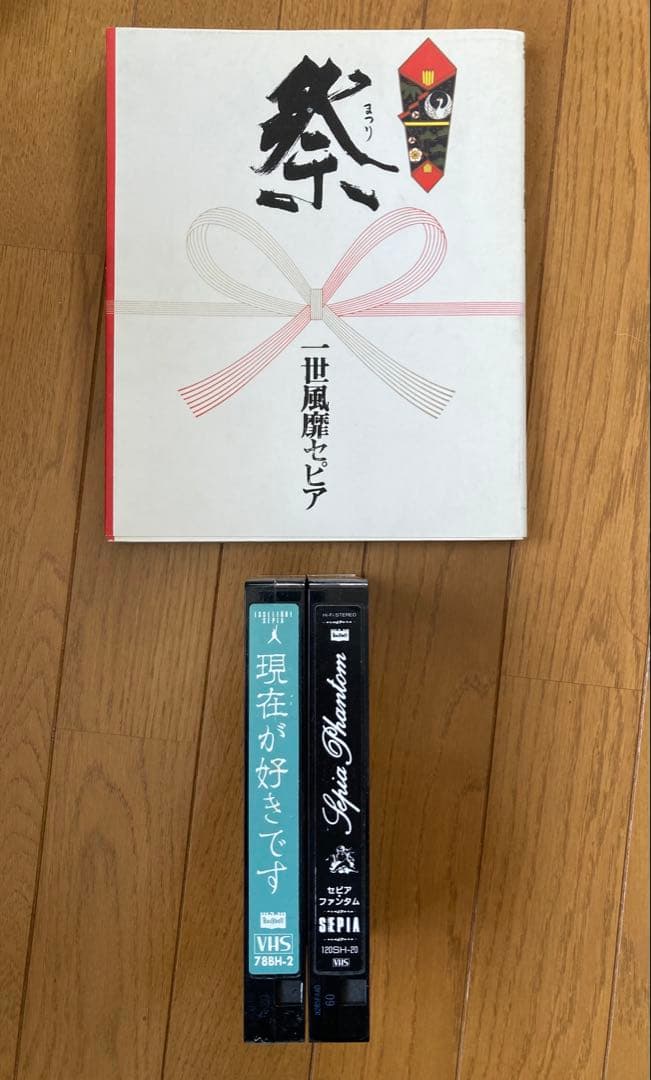 祭
まつり
一世風靡セピア
ISSEIFUBI
SEPIA
現在が好きです
VHS
78BH-2
Hi-Fi STEREO
Sepia Phantom
セピア
ファンタム
SEPIA
120SH-20
VHS